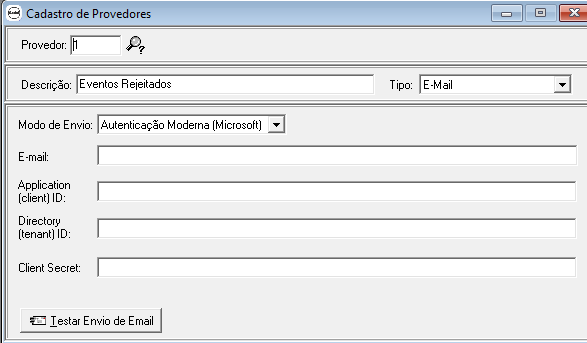 Cadastro de Provedores
Provedor: 1
Descrição: Eventos Rejeitados Tipo: E-Mail
Modo de Envio: Autenticação Moderna (Microsoft)
E-mail:
Application
(client) ID:
Directory
(tenant) ID:
Client Secret:
Testar Envio de Email